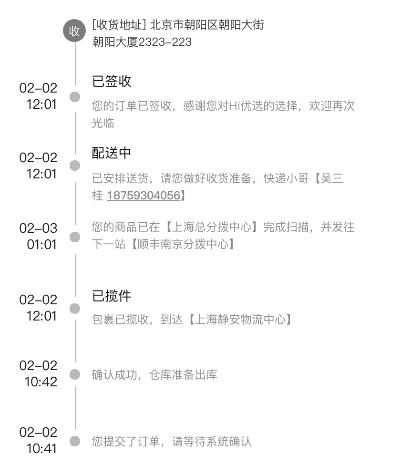 收
[收货地址] 北京市朝阳区朝阳大街
朝阳大厦2323-223
02-02
12:01
已签收
您的订单已签收，感谢您对Hi优选的选择，欢迎再次
光临
02-02
12:01
配送中
已安排送货，请您做好收货准备，快递小哥【吴三
桂 18759304056】
02-03
01:01
您的商品已在【上海总分拨中心】完成扫描，并发往
下一站【顺丰南京分拨中心】
02-02
12:01
已揽件
包裹已揽收，到达【上海静安物流中心】
02-02
10:42
确认成功，仓库准备出库
02-02
10:41
您提交了订单，请等待系统确认